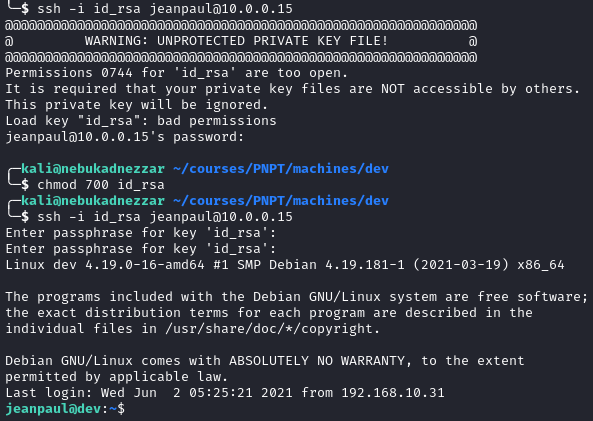 ╰─$ ssh -i id_rsa jeanpaul@10.0.0.15
@@@@@@@@@@@@@@@@@@@@@@@@@@@@@@@@@@@@@@@@@@@@@@@@@@@@@@@@@@@
@         WARNING: UNPROTECTED PRIVATE KEY FILE!          @
@@@@@@@@@@@@@@@@@@@@@@@@@@@@@@@@@@@@@@@@@@@@@@@@@@@@@@@@@@@
Permissions 0744 for 'id_rsa' are too open.
It is required that your private key files are NOT accessible by others.
This private key will be ignored.
Load key "id_rsa": bad permissions
jeanpaul@10.0.0.15's password:
╭─kali@nebukadnezzar ~/courses/PNPT/machines/dev
╰─$ chmod 700 id_rsa
╭─kali@nebukadnezzar ~/courses/PNPT/machines/dev
╰─$ ssh -i id_rsa jeanpaul@10.0.0.15
Enter passphrase for key 'id_rsa':
Enter passphrase for key 'id_rsa':
Linux dev 4.19.0-16-amd64 #1 SMP Debian 4.19.181-1 (2021-03-19) x86_64
The programs included with the Debian GNU/Linux system are free software;
the exact distribution terms for each program are described in the
individual files in /usr/share/doc/*/copyright.
Debian GNU/Linux comes with ABSOLUTELY NO WARRANTY, to the extent
permitted by applicable law.
Last login: Wed Jun  2 05:25:21 2021 from 192.168.10.31
jeanpaul@dev:~$